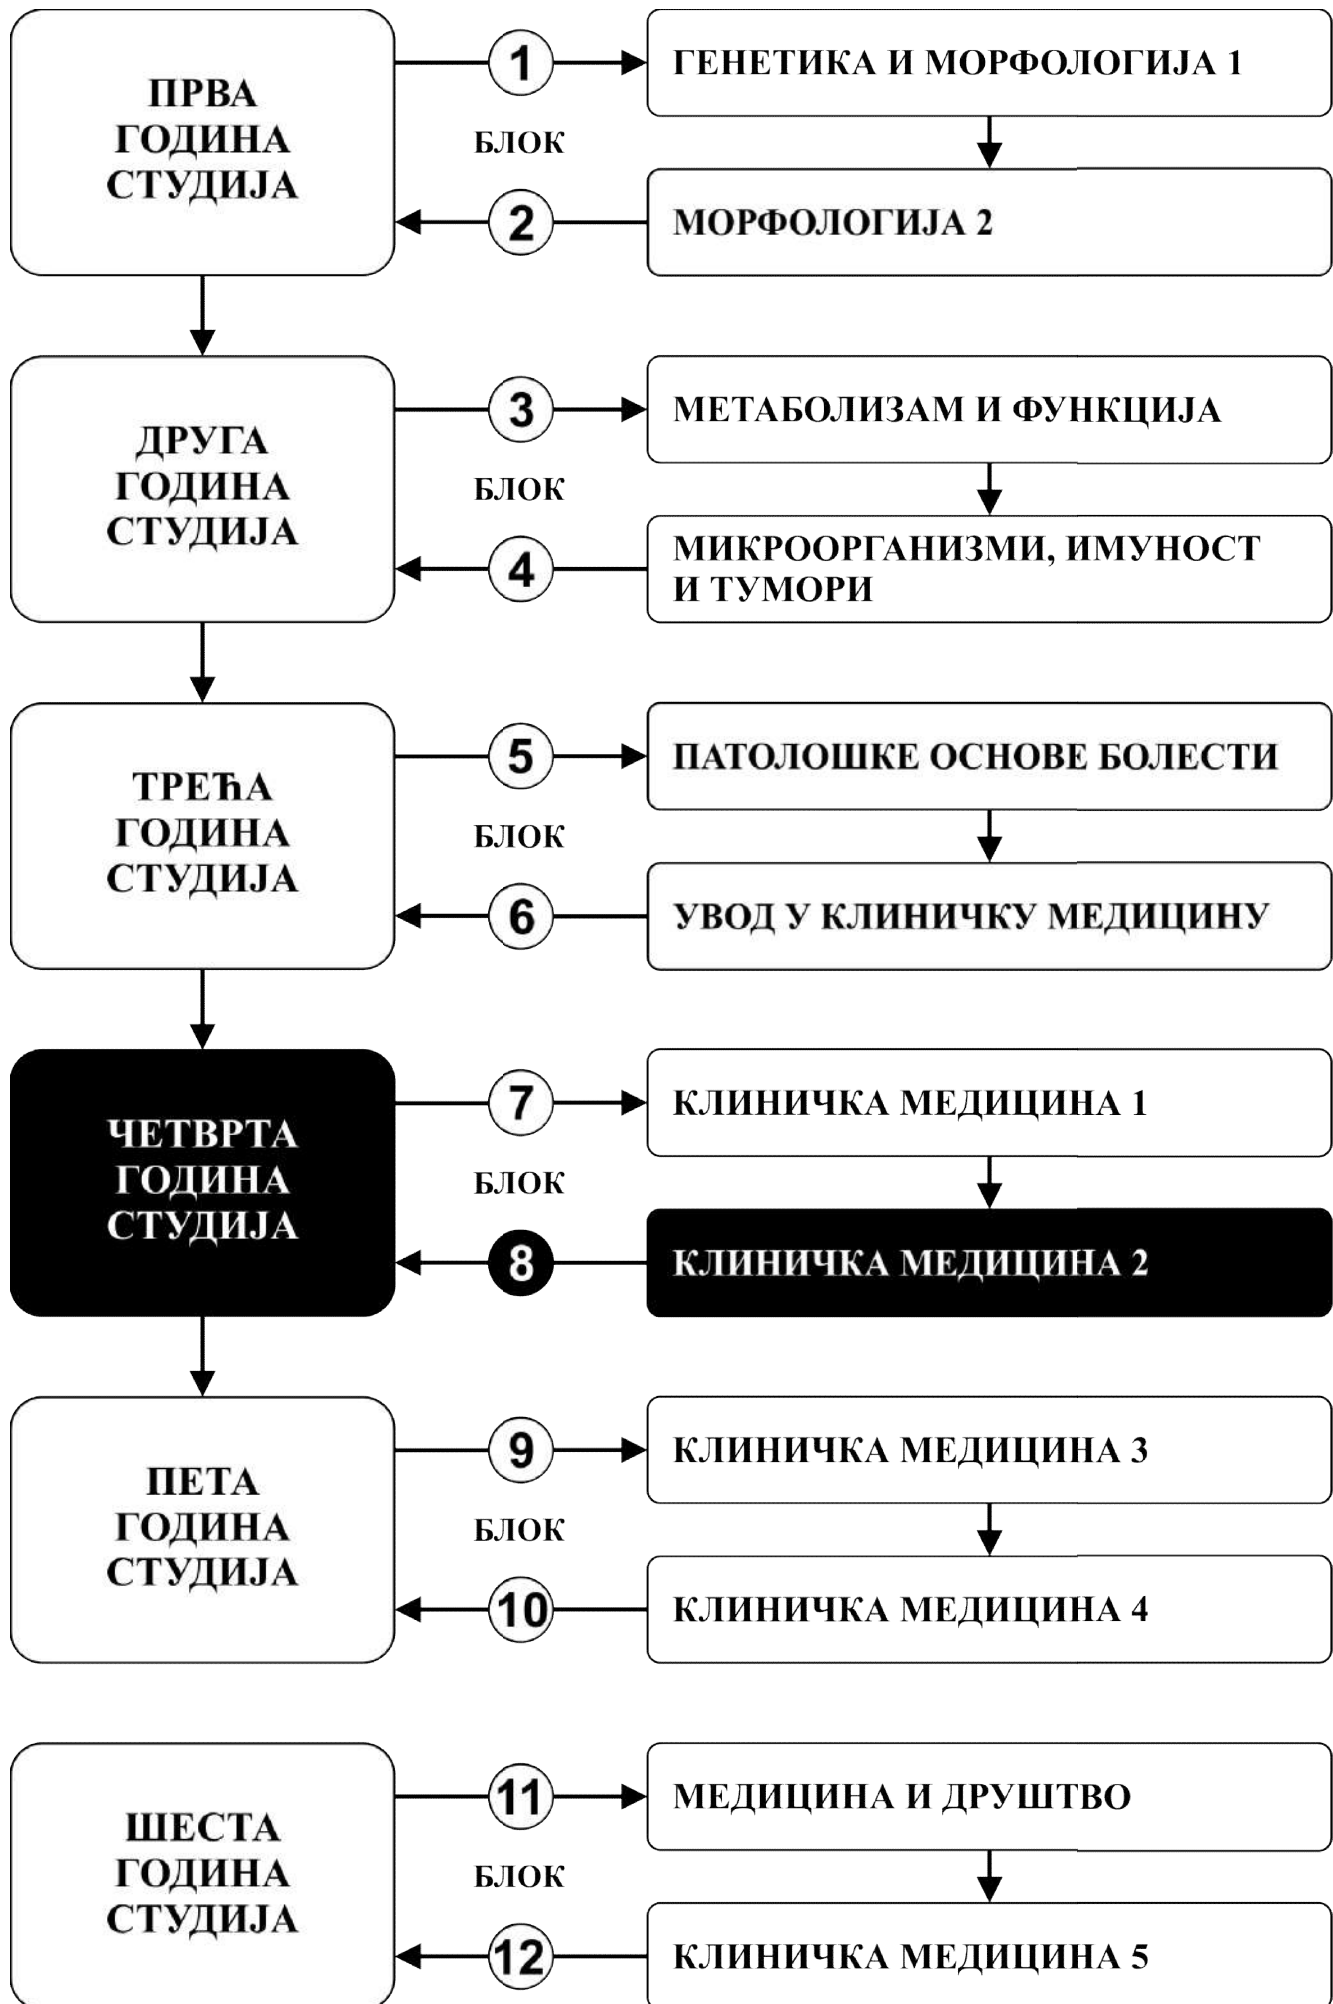 ПРВА
ГОДИНА
СТУДИЈА
1
БЛОК
2
ГЕНЕТИКА И МОРФОЛОГИЈА 1
МОРФОЛОГИЈА 2
ДРУГА
ГОДИНА
СТУДИЈА
3
БЛОК
4
МЕТАБОЛИЗАМ И ФУНКЦИЈА
МИКРООРГАНИЗМИ, ИМУНОСТ
И ТУМОРИ
ТРЕЋА
ГОДИНА
СТУДИЈА
5
БЛОК
6
ПАТОЛОШКЕ ОСНОВЕ БОЛЕСТИ
УВОД У КЛИНИЧКУ МЕДИЦИНУ
ЧЕТВРТА
ГОДИНА
СТУДИЈА
7
БЛОК
8
КЛИНИЧКА МЕДИЦИНА 1
КЛИНИЧКА МЕДИЦИНА 2
ПЕТА
ГОДИНА
СТУДИЈА
9
БЛОК
10
КЛИНИЧКА МЕДИЦИНА 3
КЛИНИЧКА МЕДИЦИНА 4
ШЕСТА
ГОДИНА
СТУДИЈА
11
БЛОК
12
МЕДИЦИНА И ДРУШТВО
КЛИНИЧКА МЕДИЦИНА 5